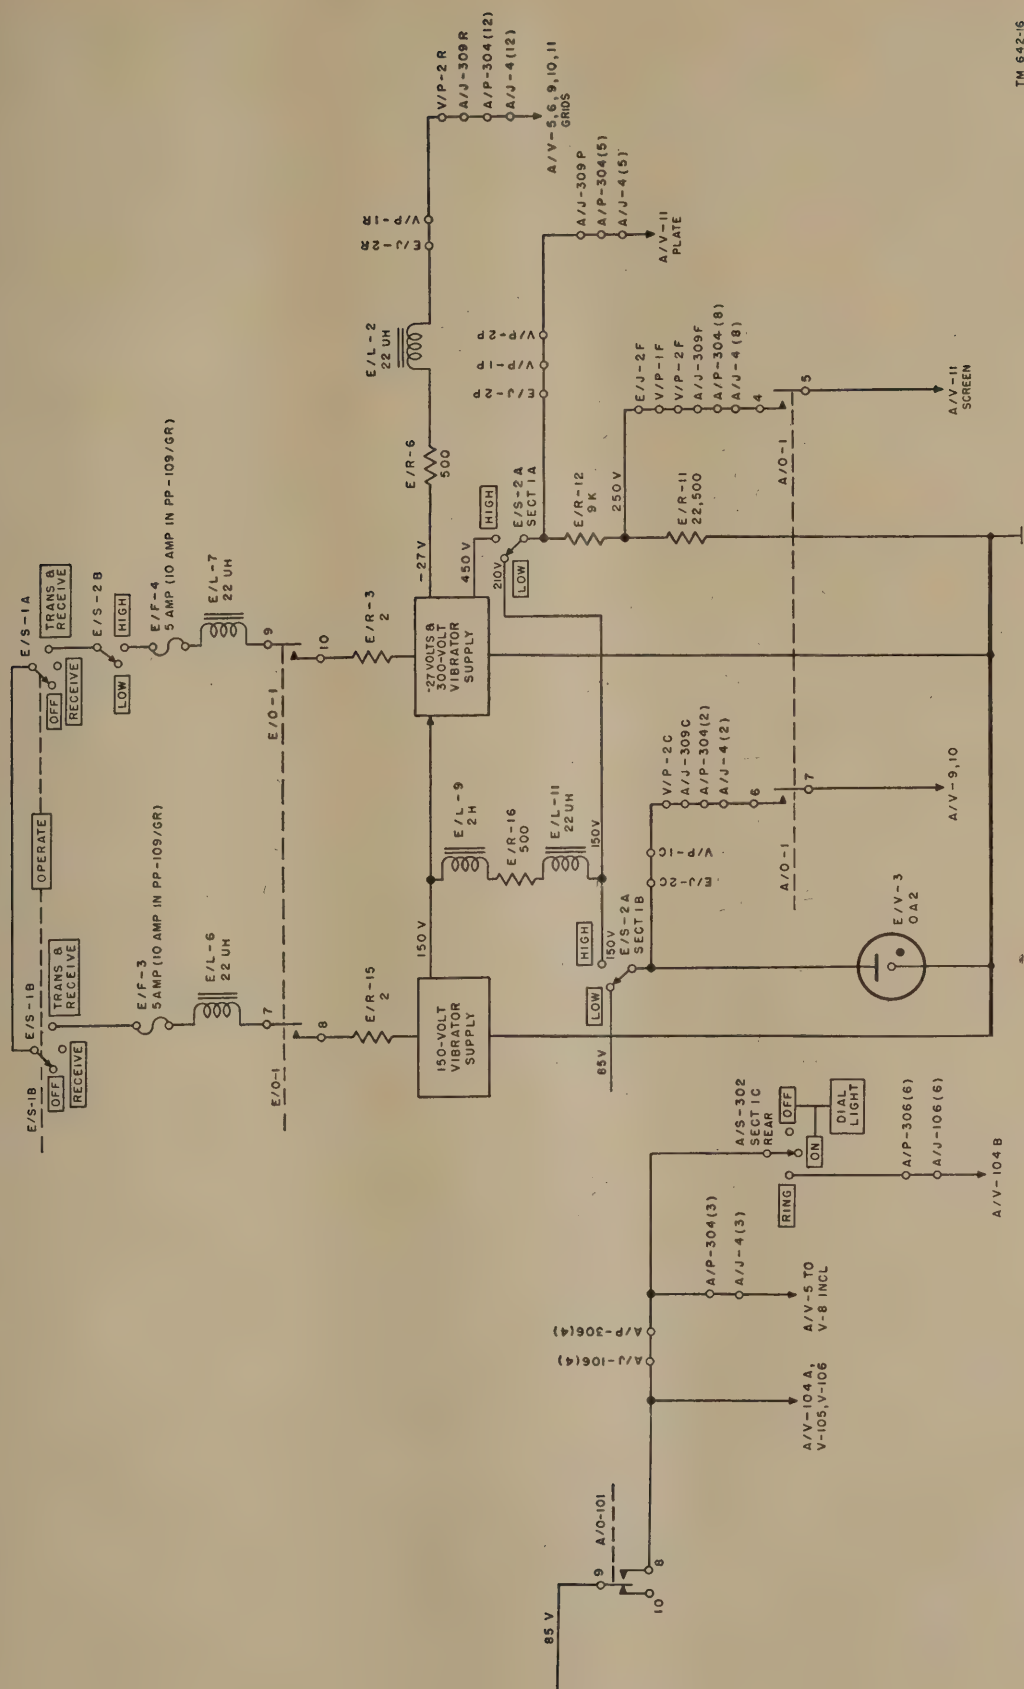 E/S-1A
TRANS &
RECEIVE
OFF
RECEIVE
E/S-2B
HIGH
LOW
E/F-4
5 AMP (10 AMP IN PP-109/GR)
E/L-7
22 UH
9
10
E/O-1
E/R-3
2
OPERATE
E/S-1B
E/S-1B
TRANS &
RECEIVE
OFF
RECEIVE
E/F-3
5AMP (10 AMP IN PP-109/GR)
E/L-6
22 UH
7
8
E/O-1
E/R-15
2
-27 VOLTS &
300-VOLT
VIBRATOR
SUPPLY
150-VOLT
VIBRATOR
SUPPLY
-27 V
E/R-6
500
E/L-2
22 UH
E/J-2R
V/P-1R
V/P-2R
A/J-309R
A/P-304(12)
A/J-4(12)
A/V-5,6,9,10,11
GRIDS
450 V
HIGH
210V
LOW
E/S-2A
SECT 1A
E/J-2P
V/P-1P
V/P-2P
A/J-309P
A/P-304(5)
A/J-4(5)
A/V-11
PLATE
E/R-12
9 K
250 V
E/R-11
22,500
E/J-2F
V/P-1F
V/P-2F
A/J-309F
A/P-304(8)
A/J-4(8)
4
5
A/O-1
A/V-11
SCREEN
150 V
E/L-9
2 H
E/R-16
500
E/L-11
22UH
150V
HIGH
150V
LOW
65V
E/S-2A
SECT 1B
E/J-2C
V/P-1C
V/P-2C
A/J-309C
A/P-304(2)
A/J-4(2)
6
7
A/O-1
A/V-9,10
E/V-3
OA2
85 V
9
A/O-101
10
8
A/V-104A,
V-105,V-106
A/J-106(4)
A/P-306(4)
A/P-304(3)
A/J-4(3)
A/V-5 TO
V-8 INCL
A/S-302
SECT 1C
REAR
RING
ON
OFF
DIAL
LIGHT
A/P-306(6)
A/J-106(6)
A/V-104B
TM 642-16